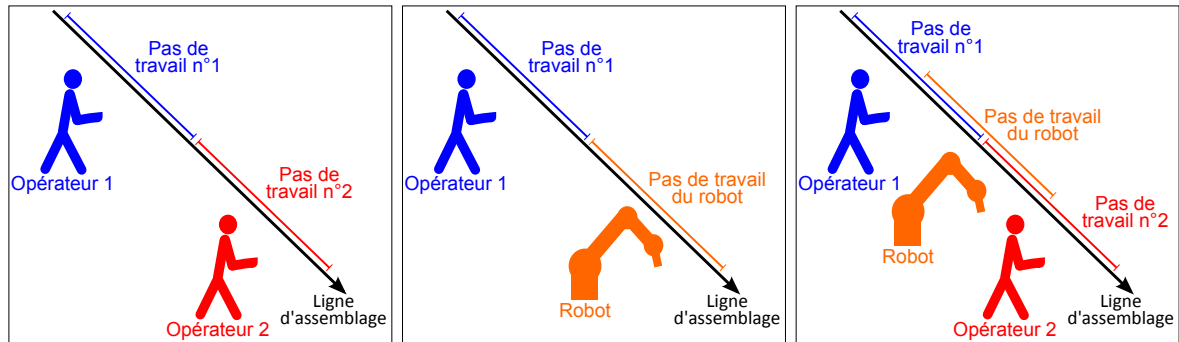 Pas de
travail n°1
Opérateur 1
Pas de
travail n°2
Opérateur 2
Ligne
d'assemblage
Pas de
travail n°1
Opérateur 1
Pas de travail
du robot
Robot
Ligne
d'assemblage
Pas de
travail n°1
Pas de travail
du robot
Opérateur 1
Pas de
travail n°2
Robot
Opérateur 2
Ligne
d'assemblage